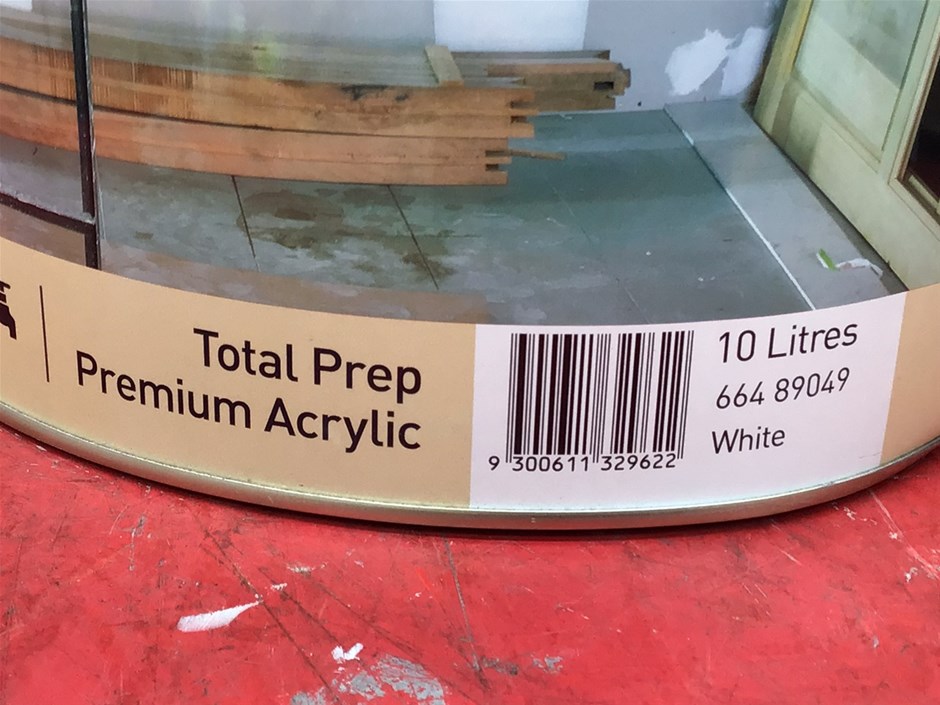 Total Prep
Premium Acrylic
9 300611 329622
10 Litres
664 89049
White